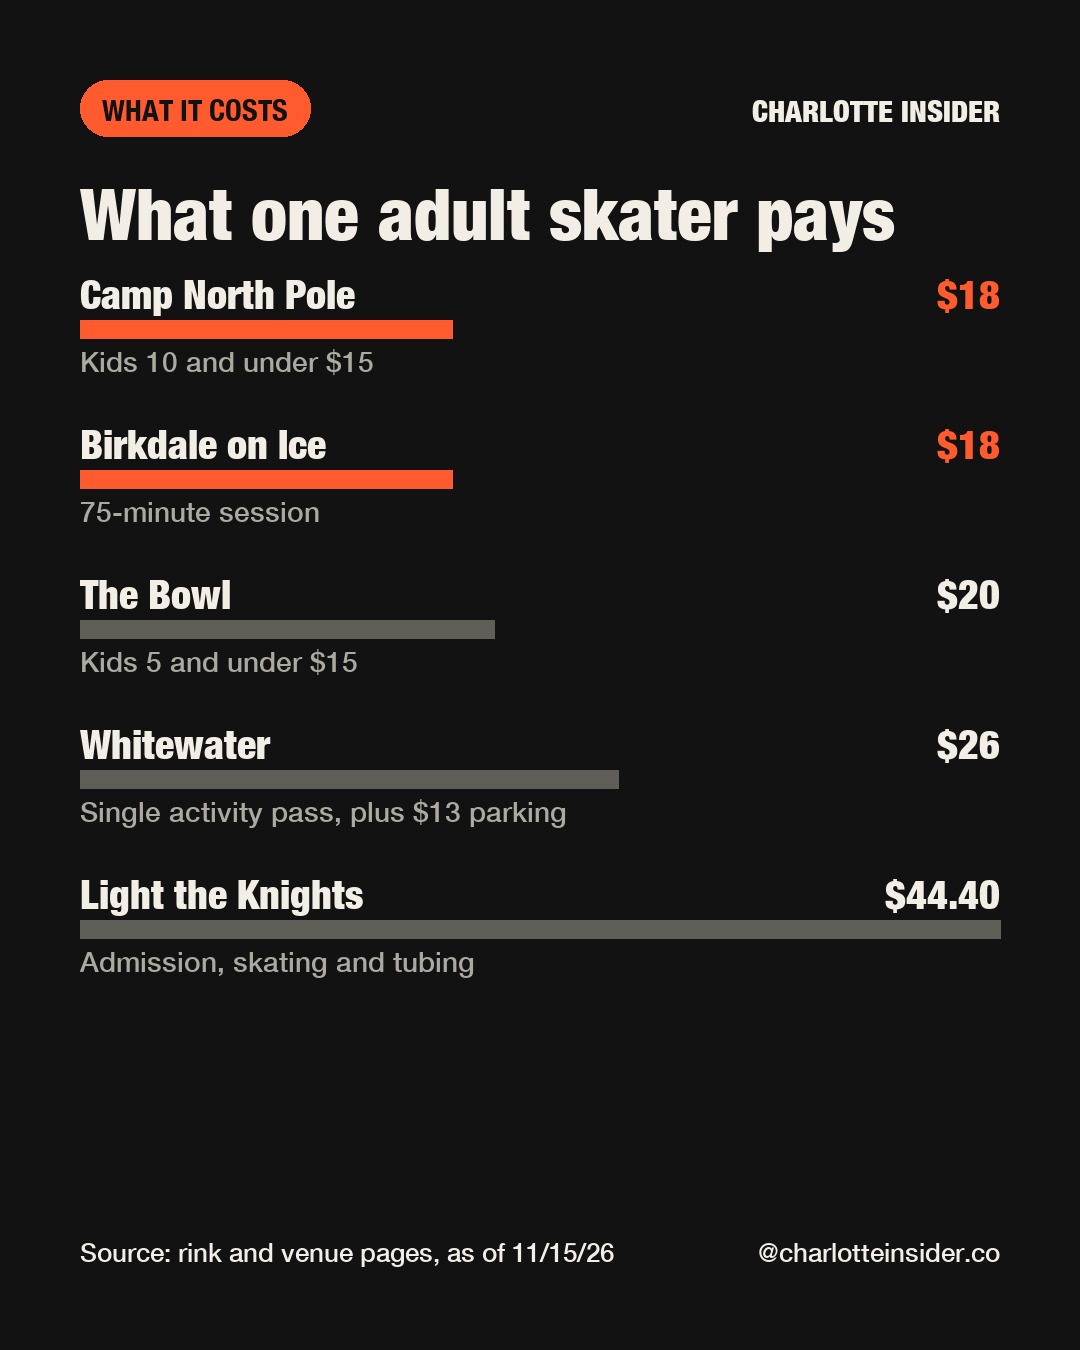 WHAT IT COSTS
CHARLOTTE INSIDER
What one adult skater pays
Camp North Pole $18
Kids 10 and under $15
Birkdale on Ice $18
75-minute session
The Bowl $20
Kids 5 and under $15
Whitewater $26
Single activity pass, plus $13 parking
Light the Knights $44.40
Admission, skating and tubing
Source: rink and venue pages, as of 11/15/26
@charlotteinsider.co